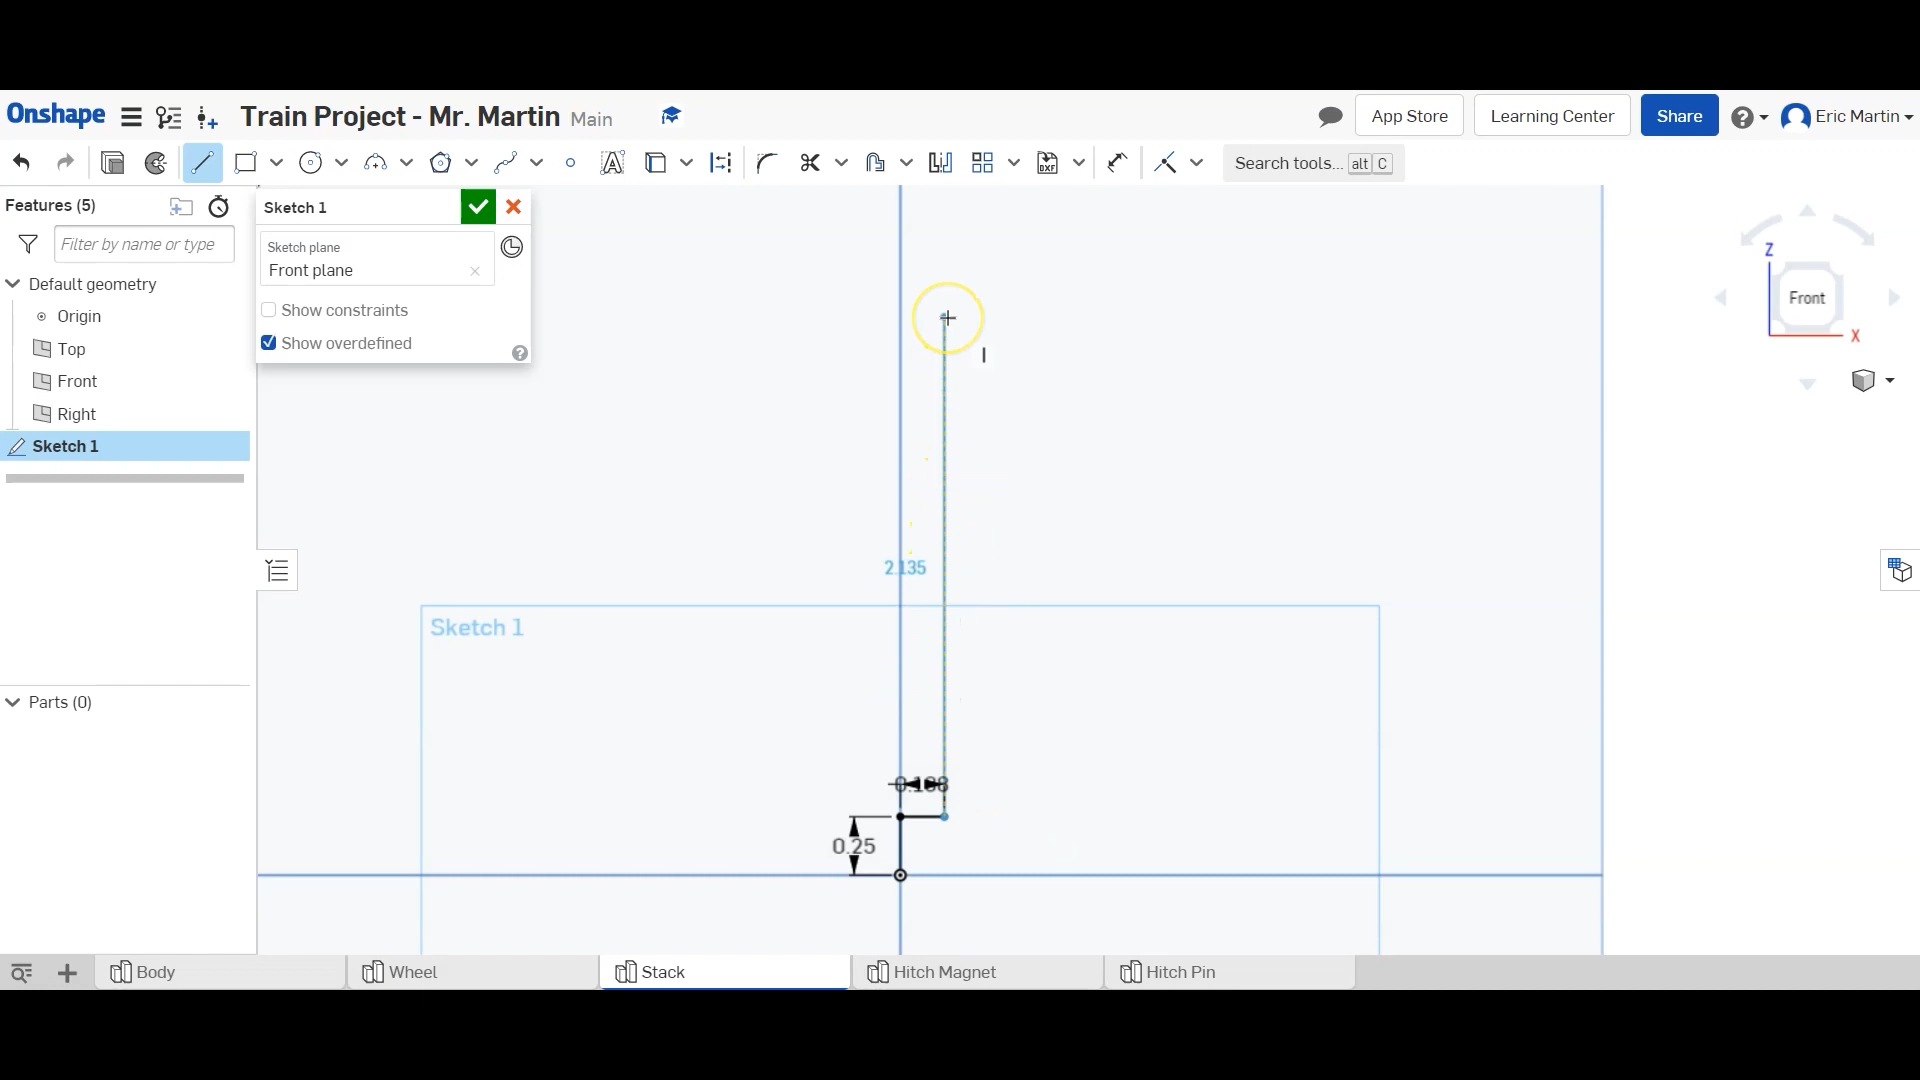 Onshape
Train Project - Mr. Martin Main
App Store
Learning Center
Share
?
Eric Martin
DXF
Search tools... alt C
Features (5)
Filter by name or type
Default geometry
Origin
Top
Front
Right
Sketch 1
Parts (0)
Sketch 1
Sketch plane
Front plane
Show constraints
Show overdefined
?
Z
Front
X
2.135
Sketch 1
0.188
0.25
Body
Wheel
Stack
Hitch Magnet
Hitch Pin